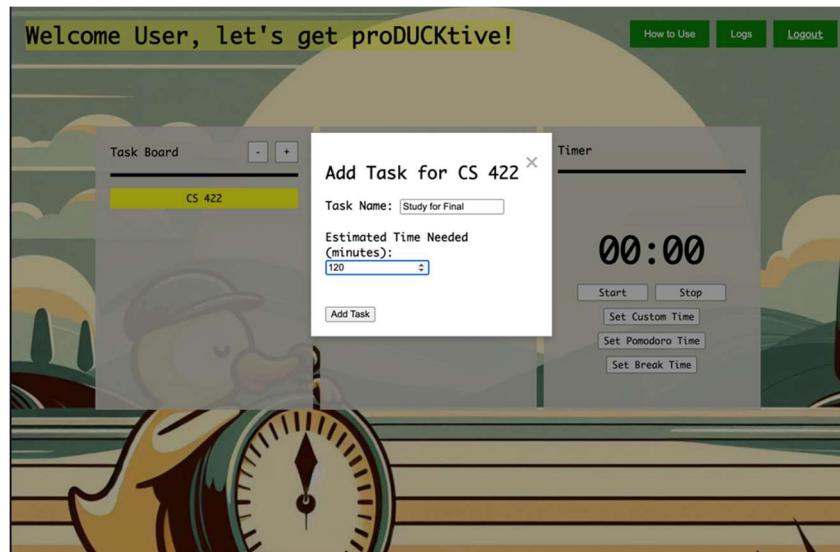 Welcome User, let's get proDUCKtive!
How to Use
Logs
Logout
Task Board
-
+
CS 422
Add Task for CS 422
×
Task Name: Study for Final
Estimated Time Needed
(minutes):
120
Add Task
Timer
00:00
Start
Stop
Set Custom Time
Set Pomodoro Time
Set Break Time